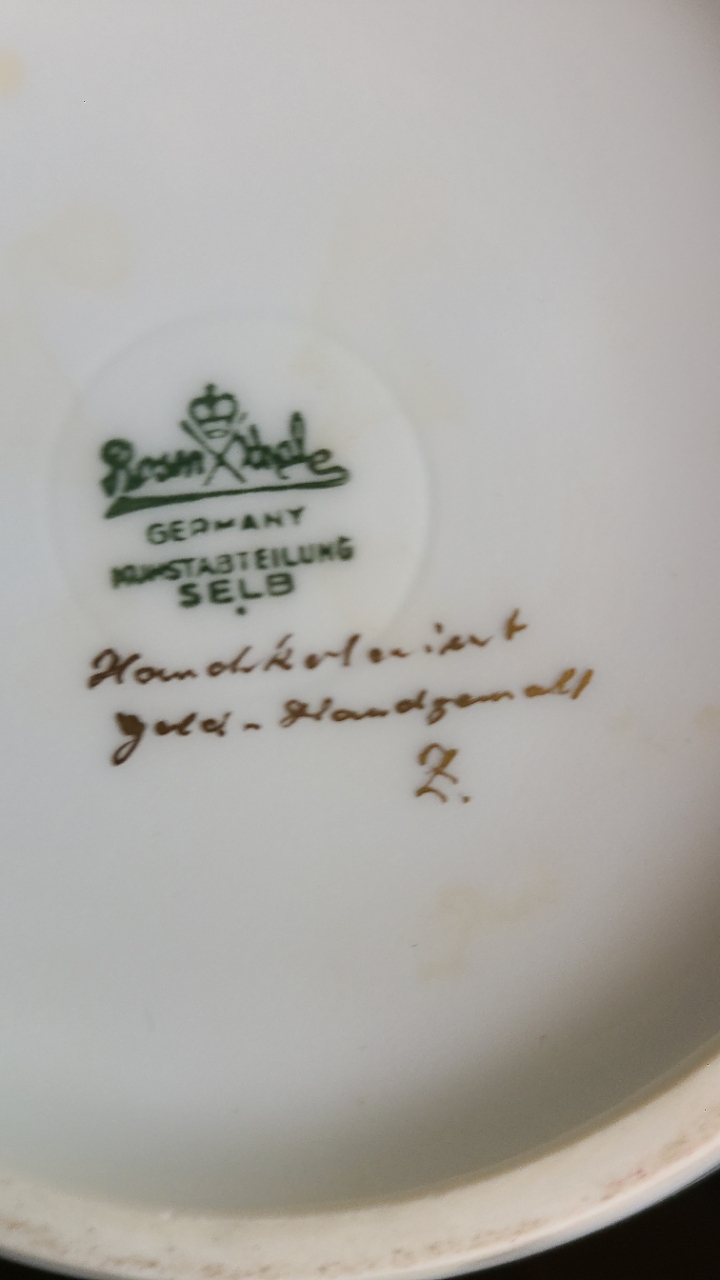 Rosenthal
GERMANY
KUNSTABTEILUNG
SELB
Handkoloriert
Gold-Handgemalt
Z.